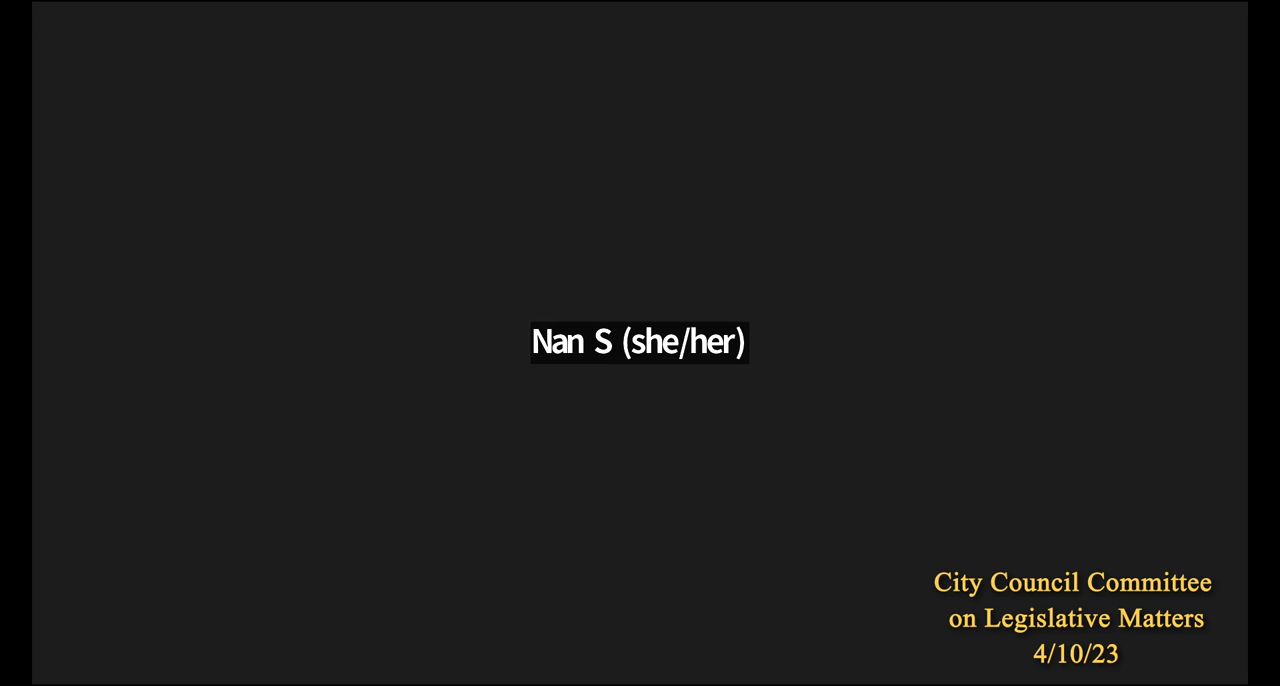 Nan S (she/her)
City Council Committee
on Legislative Matters
4/10/23